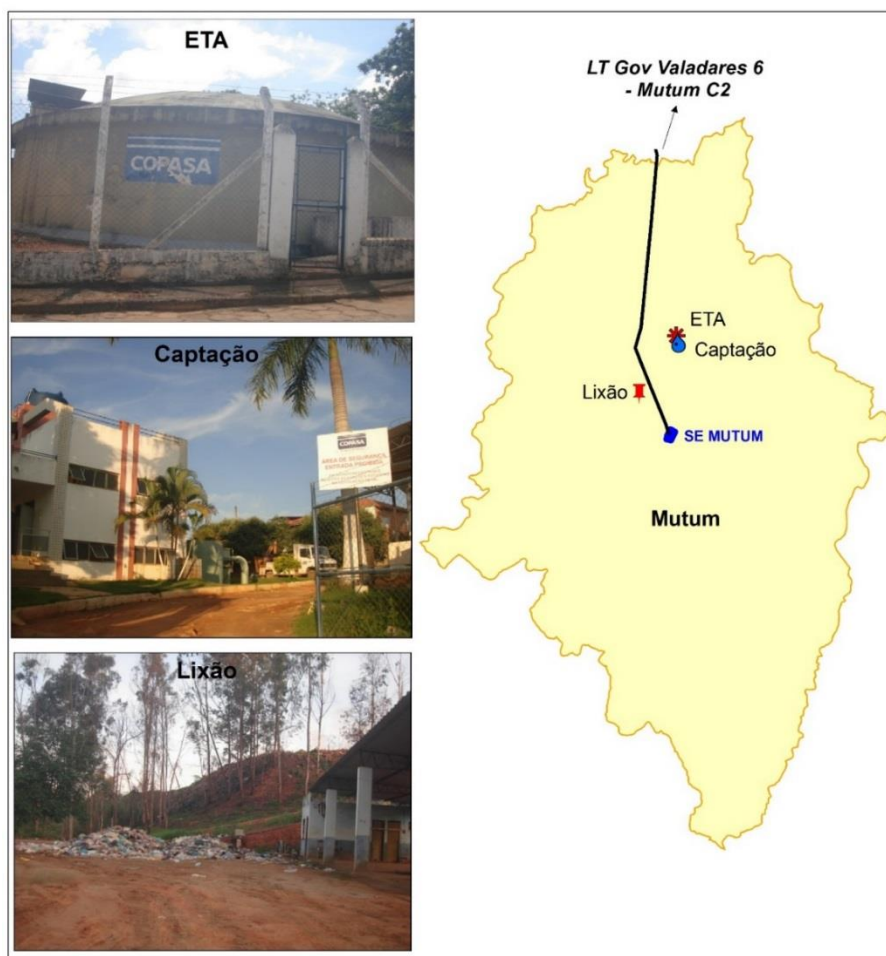 ETA
COPASA
Captação
COPASA
ÁREA DE SEGURANÇA
ENTRADA PROIBIDA
Lixão
LT Gov Valadares 6
- Mutum C2
ETA
Captação
Lixão
SE MUTUM
Mutum